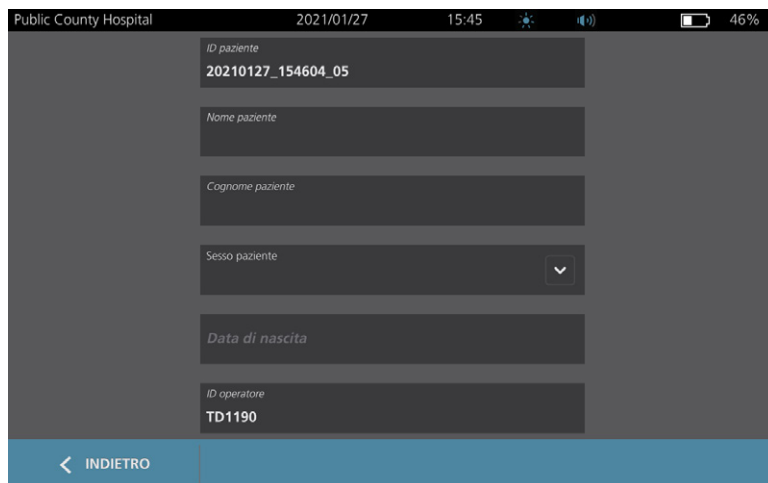 Public County Hospital 2021/01/27 15:45 46%
ID paziente
20210127_154604_05
Nome paziente
Cognome paziente
Sesso paziente
Data di nascita
ID operatore
TD1190
INDIETRO